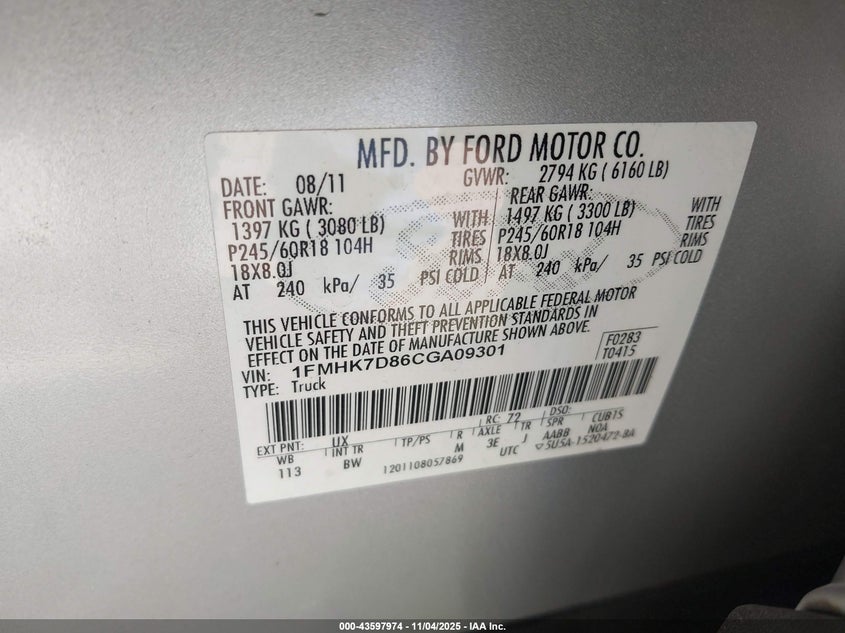 MFD. BY FORD MOTOR CO.
DATE: 08/11 GVWR: 2794 KG ( 6160 LB)
FRONT GAWR: REAR GAWR:
1397 KG ( 3080 LB) WITH 1497 KG ( 3300 LB) WITH
P245/60R18 104H TIRES P245/60R18 104H TIRES
18X8.0J RIMS 18X8.0J RIMS
AT 240 kPa/ 35 PSI COLD AT 240 kPa/ 35 PSI COLD
THIS VEHICLE CONFORMS TO ALL APPLICABLE FEDERAL MOTOR
VEHICLE SAFETY AND THEFT PREVENTION STANDARDS IN
EFFECT ON THE DATE OF MANUFACTURE SHOWN ABOVE.
VIN: 1FMHK7D86CGA09301 F0283
TYPE: Truck T0415
EXT PNT: UX RC: 72 DSO:
WB INT TR TP/PS R AXLE TR SPR CUBTS
113 BW M 3E J AABB NOA
1201108057869 UTC 5U5A-1520472-BA
000-43597974 - 11/04/2025 - IAA Inc.